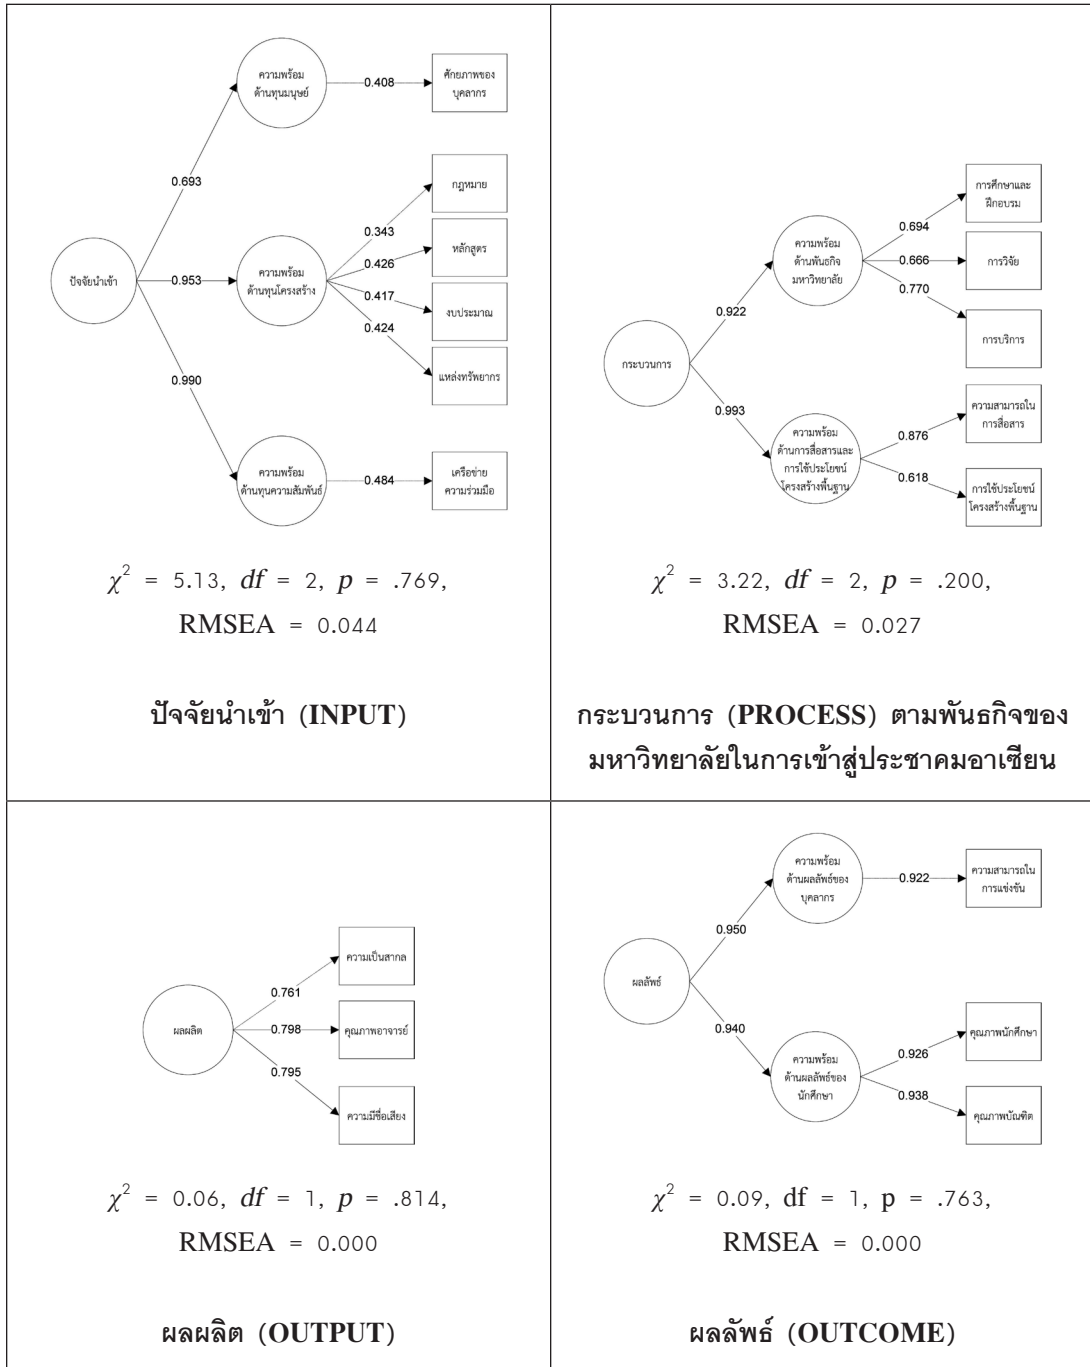 ความพร้อม
ด้านทุนมนุษย์
0.408
ศักยภาพของ
บุคลากร
0.693
กฎหมาย
0.343
หลักสูตร
0.426
ปัจจัยนำเข้า
0.953
ความพร้อม
ด้านทุนโครงสร้าง
0.417
งบประมาณ
0.424
แหล่งทรัพยากร
0.990
ความพร้อม
ด้านทุนความสัมพันธ์
0.484
เครือข่าย
ความร่วมมือ
χ² = 5.13, df = 2, p = .769,
RMSEA = 0.044
ปัจจัยนำเข้า (INPUT)
การศึกษาและ
ฝึกอบรม
0.694
ความพร้อม
ด้านพันธกิจ
มหาวิทยาลัย
0.666
การวิจัย
0.770
0.922
การบริการ
กระบวนการ
0.993
ความสามารถใน
การสื่อสาร
0.876
ความพร้อม
ด้านการสื่อสารและ
การใช้ประโยชน์
โครงสร้างพื้นฐาน
0.618
การใช้ประโยชน์
โครงสร้างพื้นฐาน
χ² = 3.22, df = 2, p = .200,
RMSEA = 0.027
กระบวนการ (PROCESS) ตามพันธกิจของ
มหาวิทยาลัยในการเข้าสู่ประชาคมอาเซียน
ความเป็นสากล
0.761
ผลผลิต
0.798
คุณภาพอาจารย์
0.795
ความมีชื่อเสียง
χ² = 0.06, df = 1, p = .814,
RMSEA = 0.000
ผลผลิต (OUTPUT)
ความพร้อม
ด้านผลลัพธ์ของ
บุคลากร
0.922
ความสามารถใน
การแข่งขัน
0.950
ผลลัพธ์
0.940
คุณภาพนักศึกษา
0.926
ความพร้อม
ด้านผลลัพธ์ของ
นักศึกษา
0.938
คุณภาพบัณฑิต
χ² = 0.09, df = 1, p = .763,
RMSEA = 0.000
ผลลัพธ์ (OUTCOME)